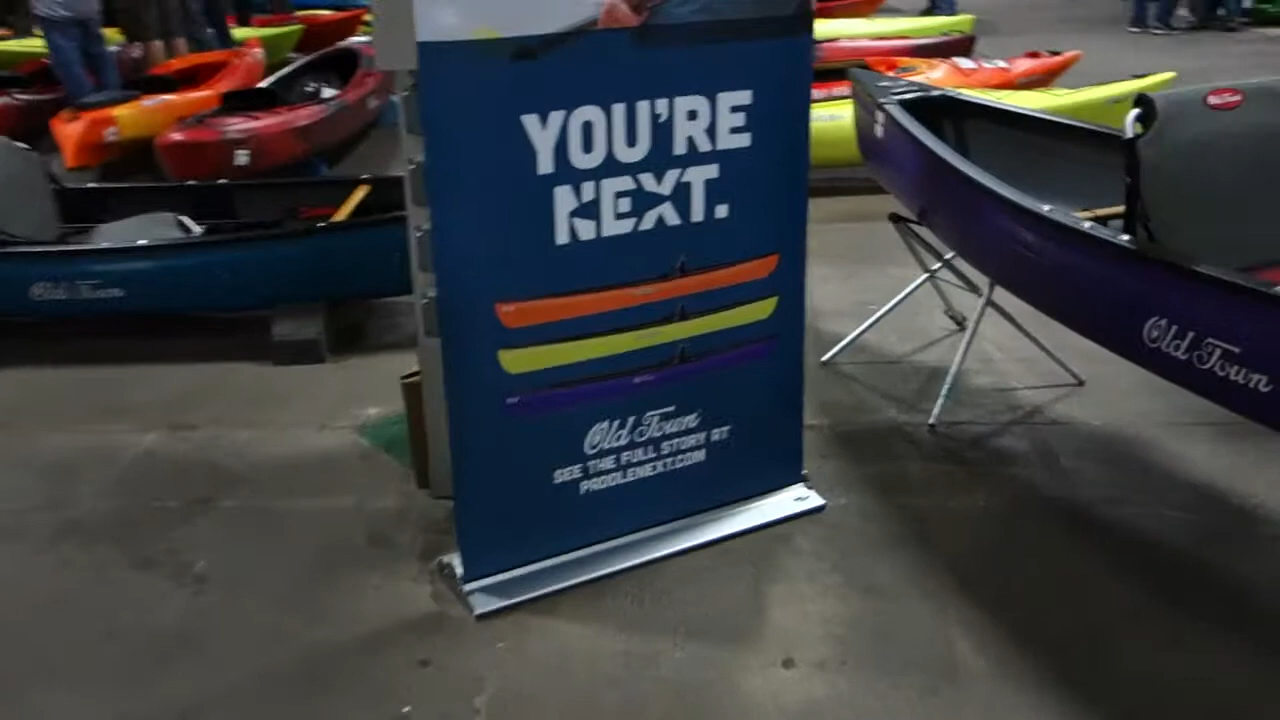 YOU'RE
NEXT.
Old Town
SEE THE FULL STORY AT
PADDLENEXT.COM
Old Town
Old Town